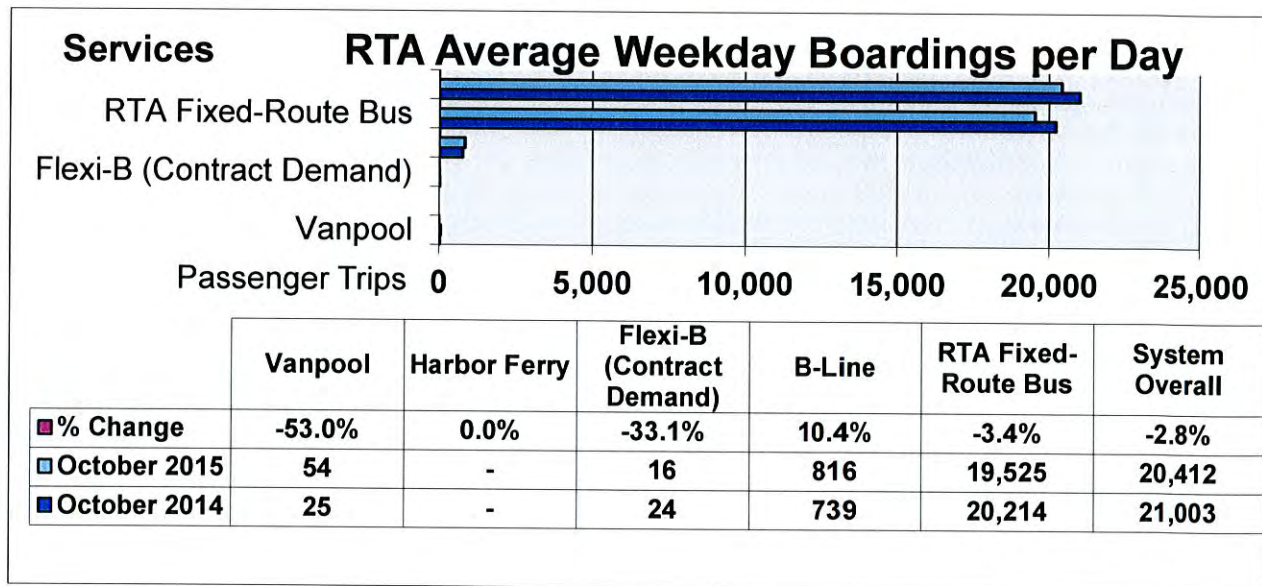 Services RTA Average Weekday Boardings per Day
RTA Fixed-Route Bus
Flexi-B (Contract Demand)
Vanpool
Passenger Trips 0 5,000 10,000 15,000 20,000 25,000
Vanpool Harbor Ferry Flexi-B (Contract Demand) B-Line RTA Fixed-Route Bus System Overall
% Change -53.0% 0.0% -33.1% 10.4% -3.4% -2.8%
October 2015 54 - 16 816 19,525 20,412
October 2014 25 - 24 739 20,214 21,003